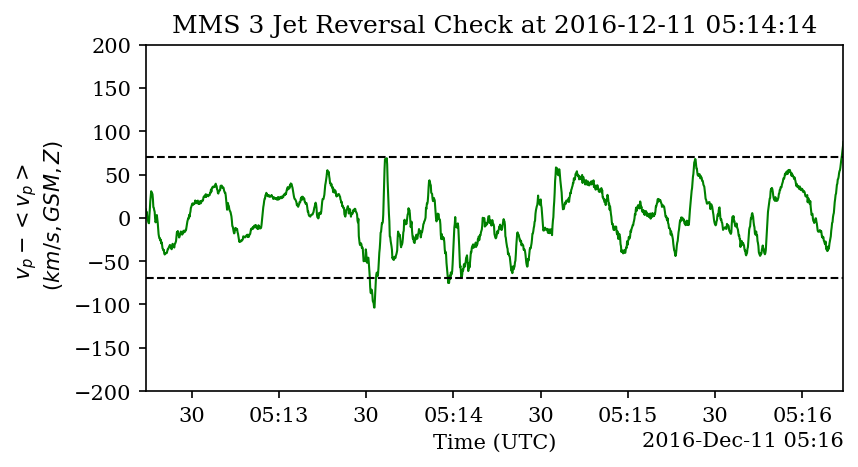 MMS 3 Jet Reversal Check at 2016-12-11 05:14:14
v_p − < v_p >
(km/s, GSM, Z)
200
150
100
50
0
−50
−100
−150
−200
30 05:13 30 05:14 30 05:15 30 05:16
Time (UTC)
2016-Dec-11 05:16